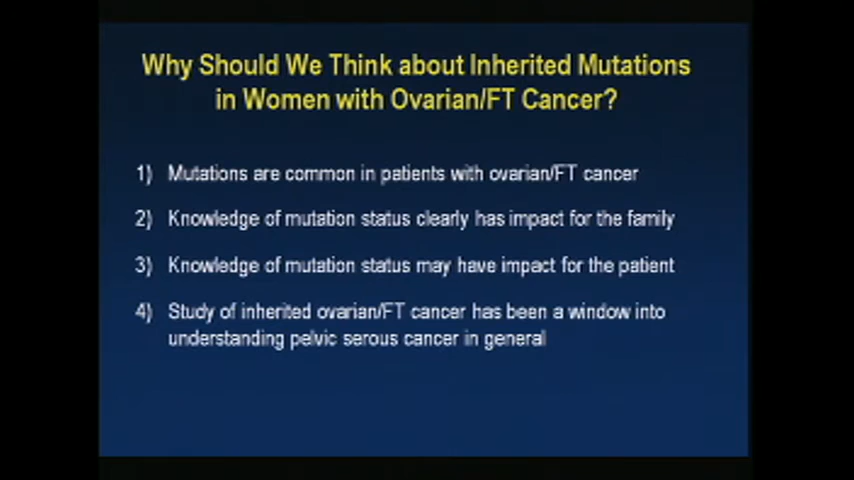 Why Should We Think about Inherited Mutations
in Women with Ovarian/FT Cancer?
1) Mutations are common in patients with ovarian/FT cancer
2) Knowledge of mutation status clearly has impact for the family
3) Knowledge of mutation status may have impact for the patient
4) Study of inherited ovarian/FT cancer has been a window into
understanding pelvic serous cancer in general